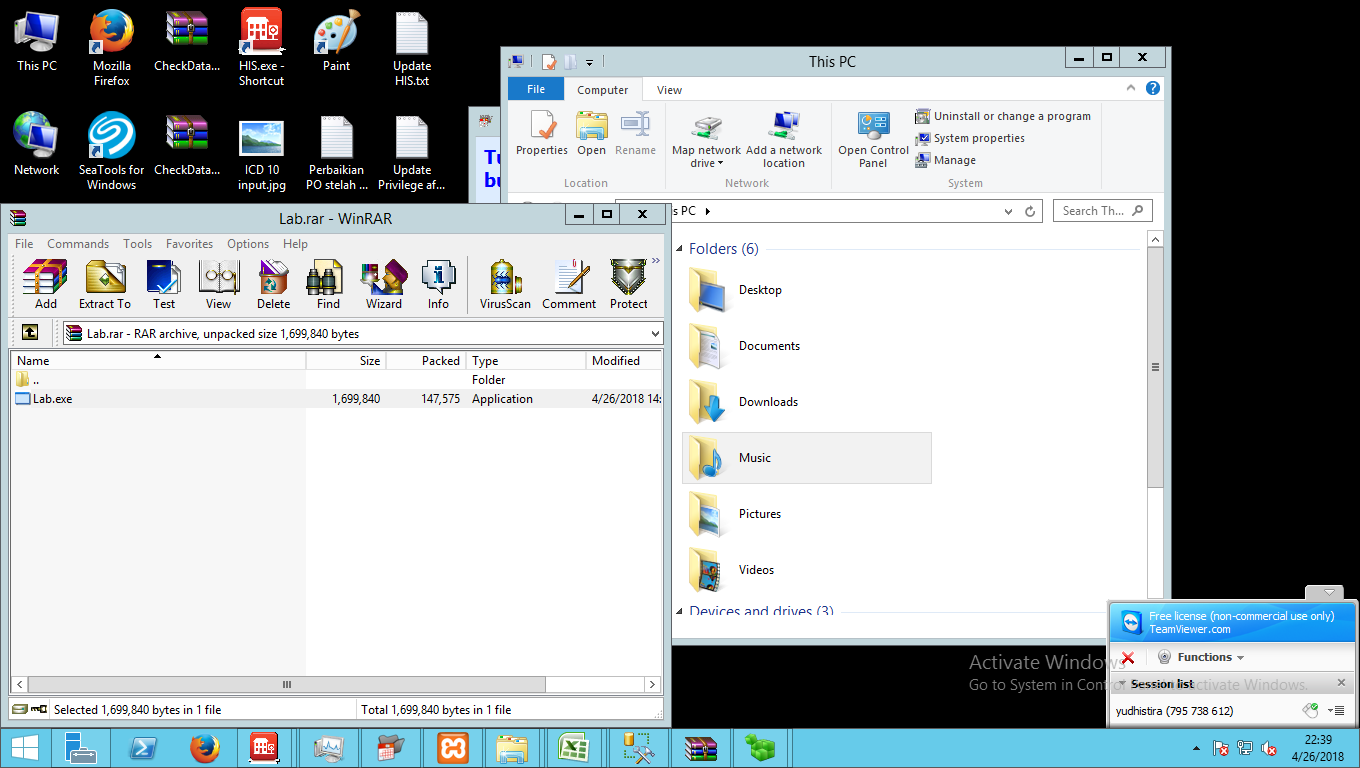 This PC
Mozilla
Firefox
CheckData...
HIS.exe -
Shortcut
Paint
Update
HIS.txt
Network
SeaTools for
Windows
CheckData...
ICD 10
input.jpg
Perbaikian
PO stelah ...
Update
Privilege af...
This PC
File
Computer
View
Properties
Open
Rename
Map network
drive
Add a network
location
Open Control
Panel
Uninstall or change a program
System properties
Manage
Location
Network
System
PC
Search Th...
Folders (6)
Desktop
Documents
Downloads
Music
Pictures
Videos
Devices and drives (3)
Lab.rar - WinRAR
File Commands Tools Favorites Options Help
Add
Extract To
Test
View
Delete
Find
Wizard
Info
VirusScan
Comment
Protect
Lab.rar - RAR archive, unpacked size 1,699,840 bytes
Name Size Packed Type Modified
.. Folder
Lab.exe 1,699,840 147,575 Application 4/26/2018 14:
Selected 1,699,840 bytes in 1 file
Total 1,699,840 bytes in 1 file
Activate Windows
Go to System in Activate Windows.
Free license (non-commercial use only)
TeamViewer.com
Functions
Session list
yudhistira (795 738 612)
22:39
4/26/2018